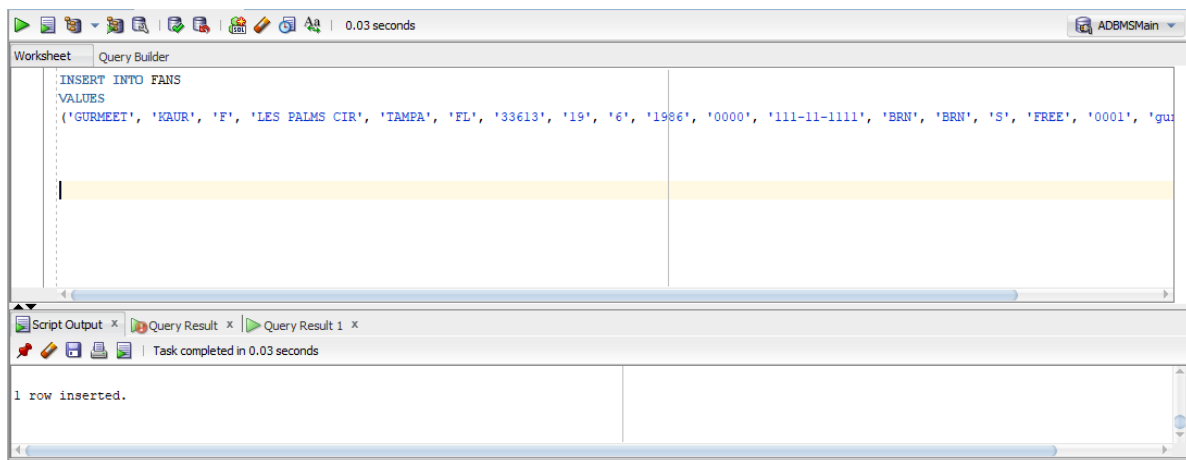 0.03 seconds
ADBMSMain
Worksheet Query Builder
INSERT INTO FANS
VALUES
('GURMEET', 'KAUR', 'F', 'LES PALMS CIR', 'TAMPA', 'FL', '33613', '19', '6', '1986', '0000', '111-11-1111', 'BRN', 'BRN', 'S', 'FREE', '0001', 'gur
Script Output x Query Result x Query Result 1 x
Task completed in 0.03 seconds
1 row inserted.